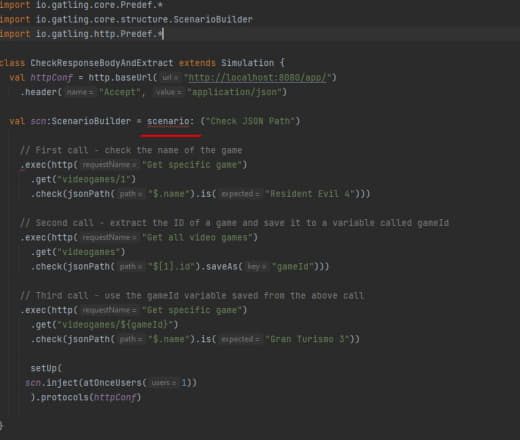 import io.gatling.core.Predef.*
import io.gatling.core.structure.ScenarioBuilder
import io.gatling.http.Predef.*
class CheckResponseBodyAndExtract extends Simulation {
val httpConf = http.baseUrl( url = "http://localhost:8080/app/")
.header( name = "Accept", value = "application/json")
val scn:ScenarioBuilder = scenario: ("Check JSON Path")
// First call - check the name of the game
.exec(http( requestName = "Get specific game")
.get("videogames/1")
.check(jsonPath( path = "$.name").is( expected = "Resident Evil 4")))
// Second call - extract the ID of a game and save it to a variable called gameId
.exec(http( requestName = "Get all video games")
.get("videogames")
.check(jsonPath( path = "$[1].id").saveAs( key = "gameId")))
// Third call - use the gameId variable saved from the above call
.exec(http( requestName = "Get specific game")
.get("videogames/${gameId}")
.check(jsonPath( path = "$.name").is( expected = "Gran Turismo 3"))
setUp(
scn.inject(atOnceUsers( users = 1))
).protocols(httpConf)
}